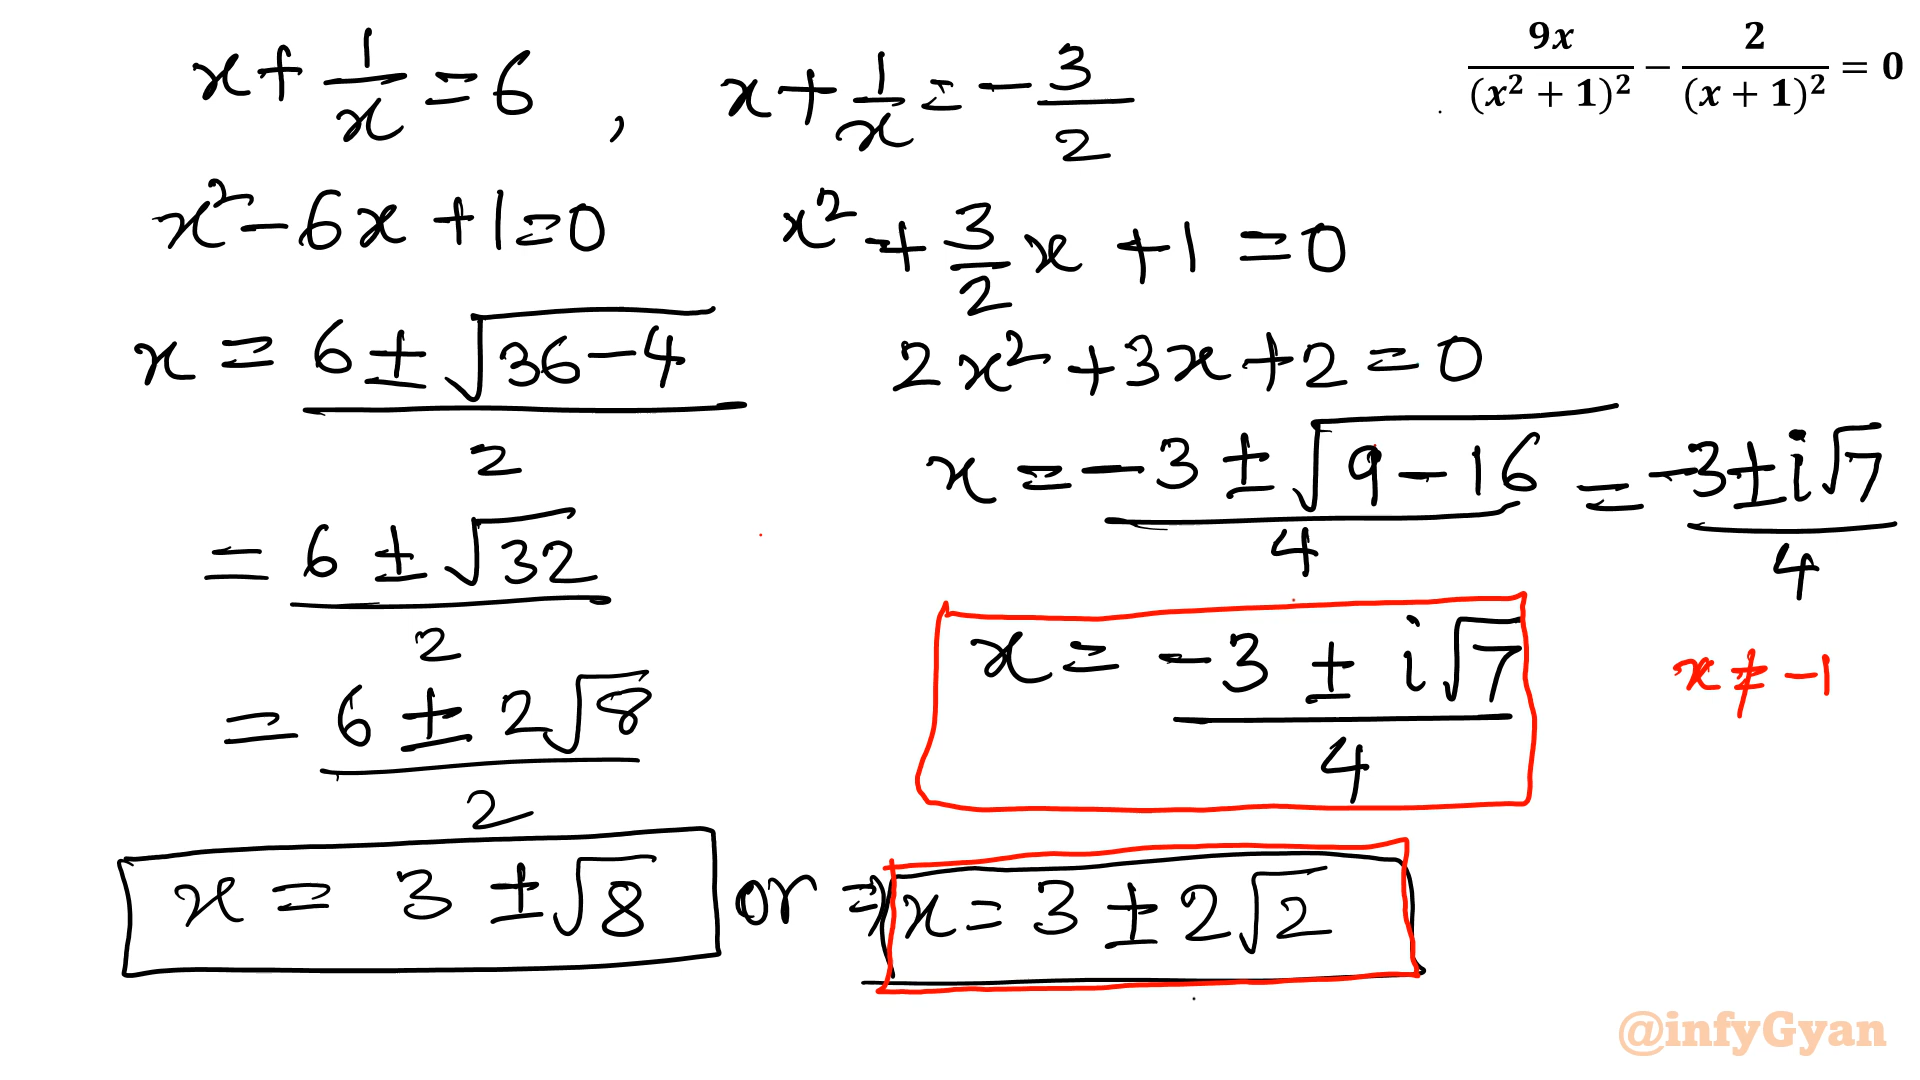 x + 1/x = 6 , x + 1/x = - 3/2
9x/(x² + 1)² − 2/(x + 1)² = 0
x² - 6x + 1 = 0
x² + 3/2 x + 1 = 0
x = (6 ± √(36 - 4))/2
2x² + 3x + 2 = 0
x = (-3 ± √(9 - 16))/4 = (-3 ± i√7)/4
= (6 ± √32)/2
x = (-3 ± i√7)/4
x ≠ -1
= (6 ± 2√8)/2
x = 3 ± √8 or ⇒ x = 3 ± 2√2
@infyGyan